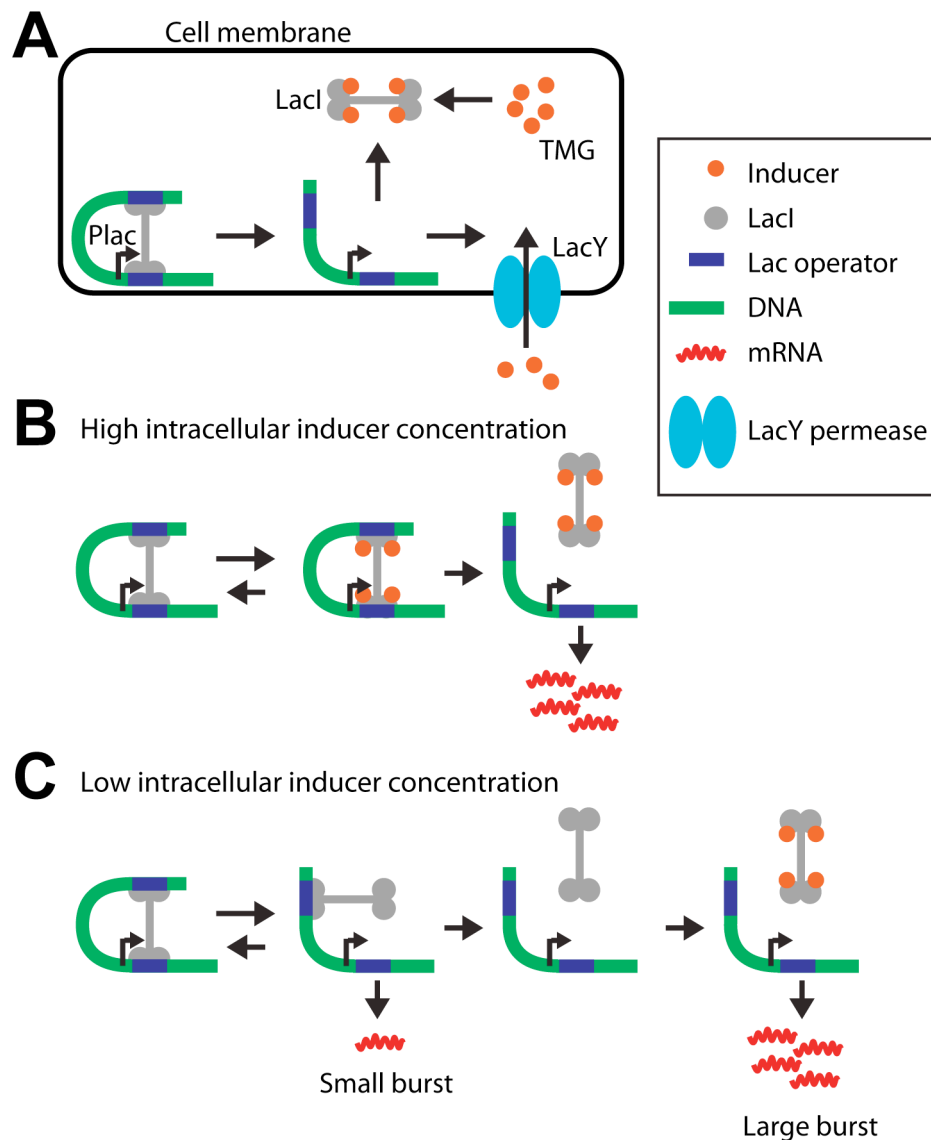 A
Cell membrane
LacI
TMG
Plac
LacY
Inducer
LacI
Lac operator
DNA
mRNA
LacY permease
B
High intracellular inducer concentration
C
Low intracellular inducer concentration
Small burst
Large burst